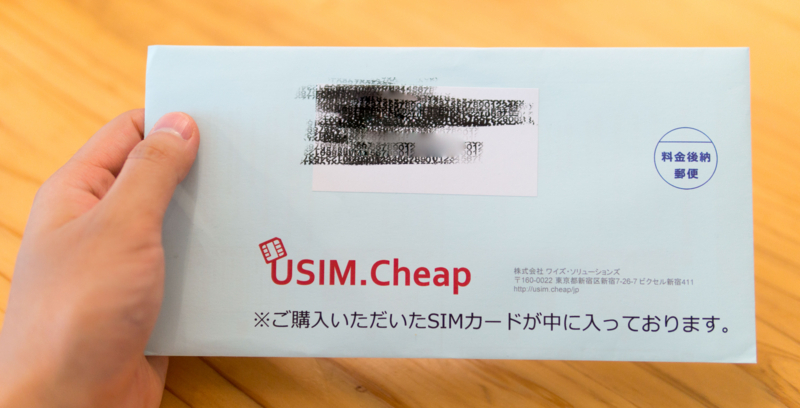 料金後納
郵便
USIM.Cheap
株式会社 ワイズ・ソリューションズ
〒160-0022 東京都新宿区新宿7-26-7 ビクセル新宿411
http://usim.cheap/jp
※ご購入いただいたSIMカードが中に入っております。